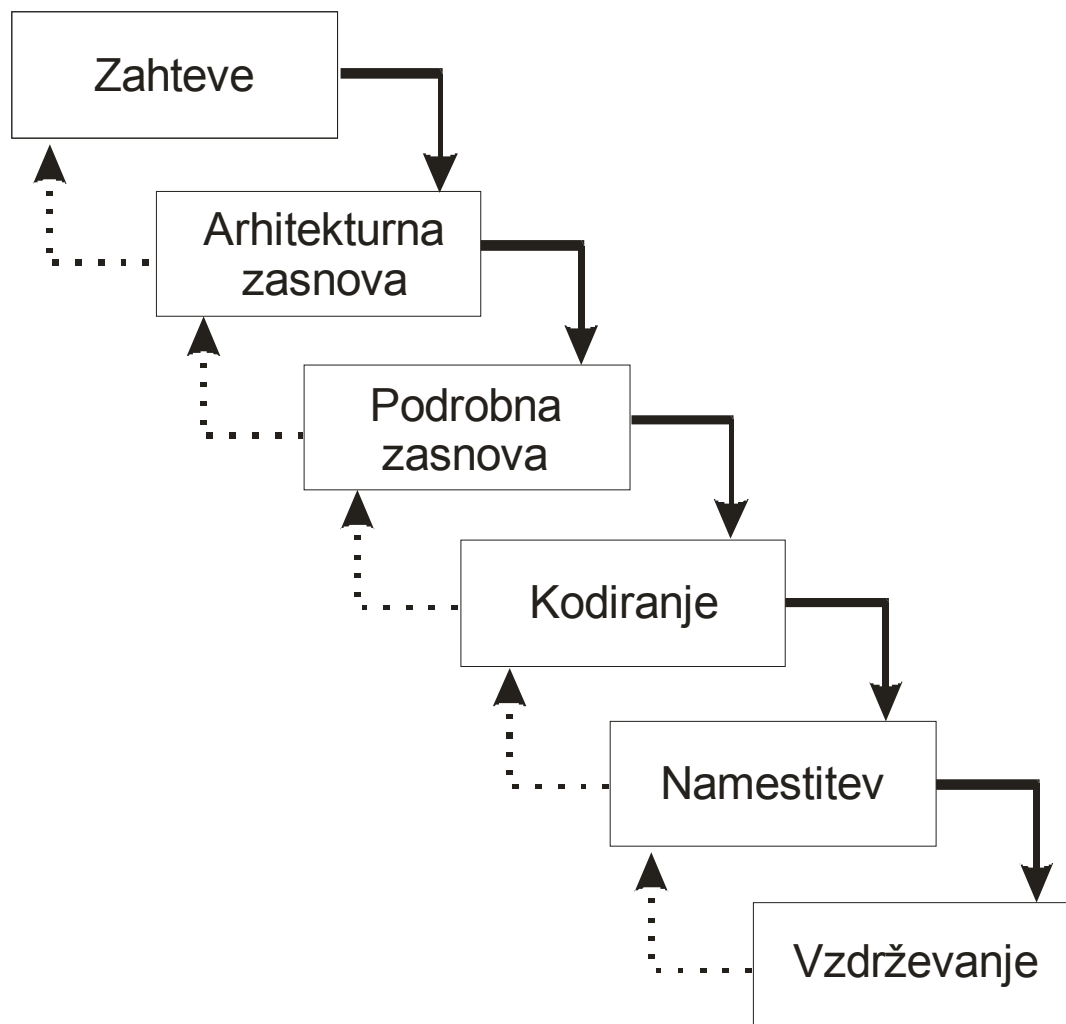 Zahteve
Arhitekturna
zasnova
Podrobna
zasnova
Kodiranje
Namestitev
Vzdrževanje